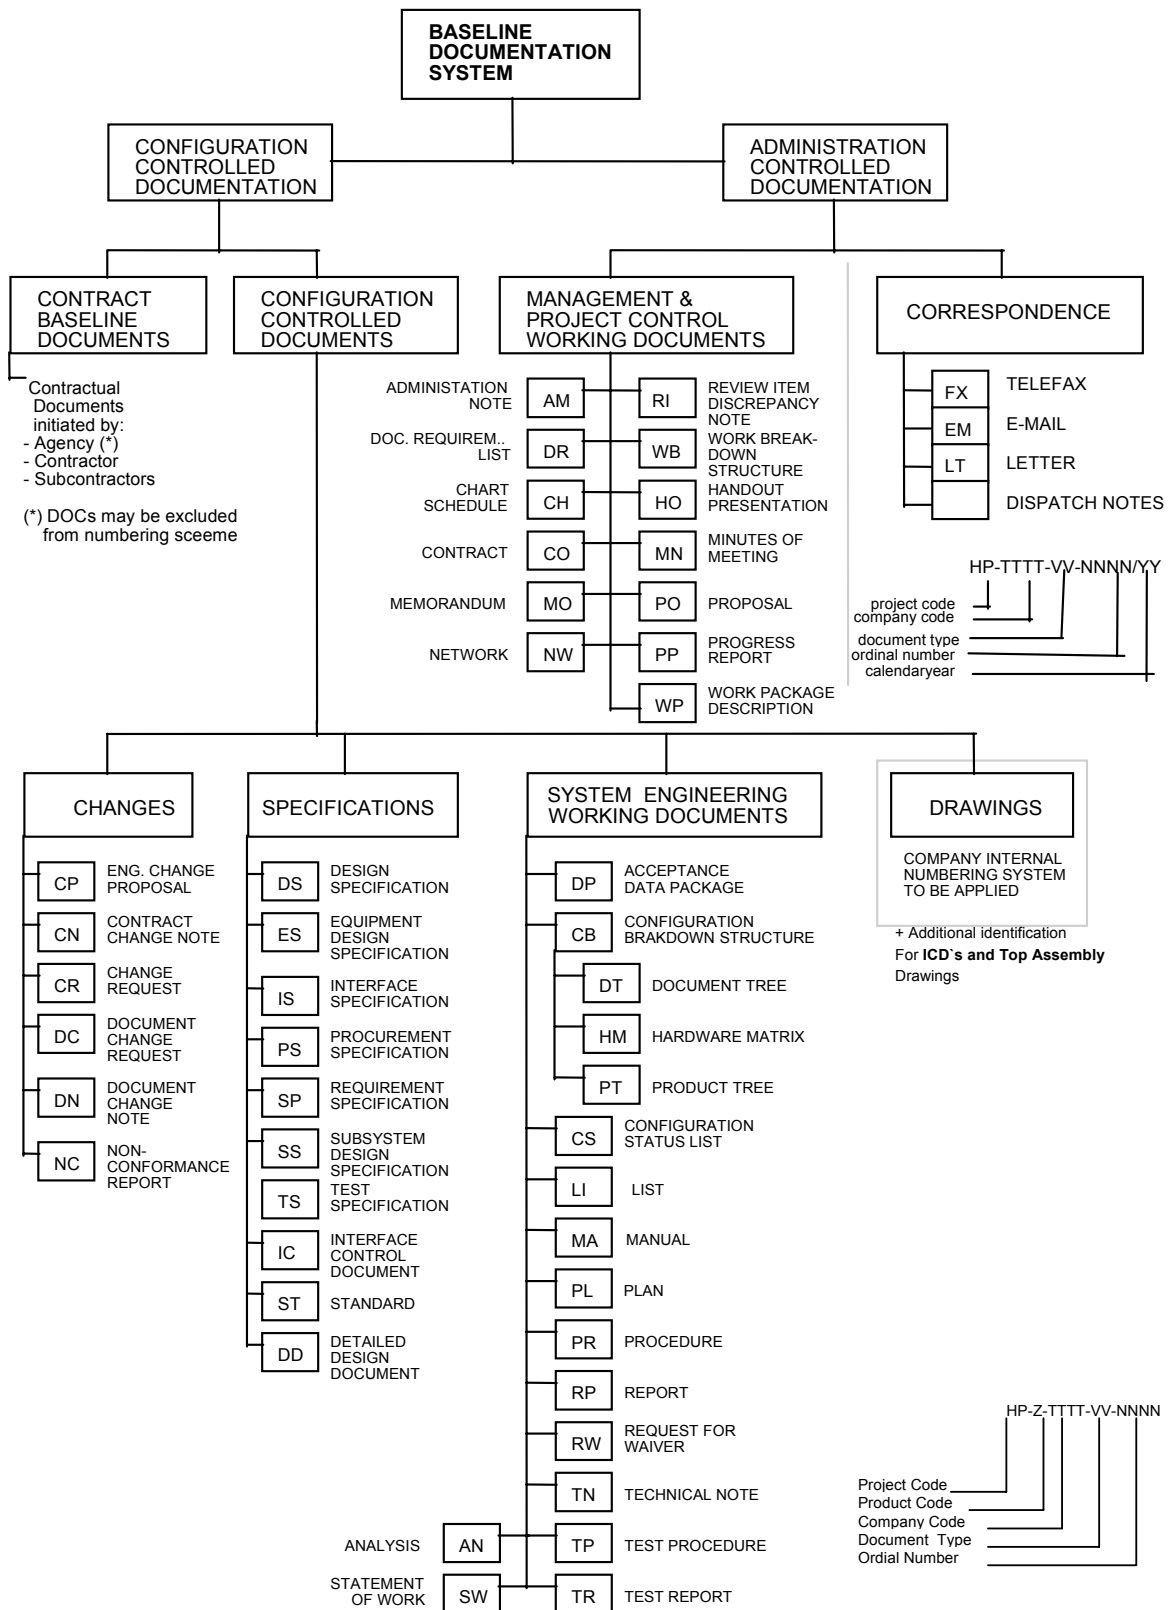 BASELINE
DOCUMENTATION
SYSTEM
CONFIGURATION
CONTROLLED
DOCUMENTATION
ADMINISTRATION
CONTROLLED
DOCUMENTATION
CONTRACT
BASELINE
DOCUMENTS
CONFIGURATION
CONTROLLED
DOCUMENTS
MANAGEMENT &
PROJECT CONTROL
WORKING DOCUMENTS
CORRESPONDENCE
Contractual
Documents
initiated by:
- Agency (*)
- Contractor
- Subcontractors
(*) DOCs may be excluded
from numbering sceeme
ADMINISTATION
NOTE
AM
DOC. REQUIREM..
LIST
DR
CHART
SCHEDULE
CH
CONTRACT
CO
MEMORANDUM
MO
NETWORK
NW
RI
REVIEW ITEM
DISCREPANCY
NOTE
WB
WORK BREAK-
DOWN
STRUCTURE
HO
HANDOUT
PRESENTATION
MN
MINUTES OF
MEETING
PO
PROPOSAL
PP
PROGRESS
REPORT
WP
WORK PACKAGE
DESCRIPTION
FX
TELEFAX
EM
E-MAIL
LT
LETTER
DISPATCH NOTES
HP-TTTT-VV-NNNN/YY
project code
company code
document type
ordinal number
calendaryear
CHANGES
SPECIFICATIONS
SYSTEM ENGINEERING
WORKING DOCUMENTS
DRAWINGS
CP
ENG. CHANGE
PROPOSAL
CN
CONTRACT
CHANGE NOTE
CR
CHANGE
REQUEST
DC
DOCUMENT
CHANGE
REQUEST
DN
DOCUMENT
CHANGE
NOTE
NC
NON-
CONFORMANCE
REPORT
DS
DESIGN
SPECIFICATION
ES
EQUIPMENT
DESIGN
SPECIFICATION
IS
INTERFACE
SPECIFICATION
PS
PROCUREMENT
SPECIFICATION
SP
REQUIREMENT
SPECIFICATION
SS
SUBSYSTEM
DESIGN
SPECIFICATION
TS
TEST
SPECIFICATION
IC
INTERFACE
CONTROL
DOCUMENT
ST
STANDARD
DD
DETAILED
DESIGN
DOCUMENT
DP
ACCEPTANCE
DATA PACKAGE
CB
CONFIGURATION
BRAKDOWN STRUCTURE
DT
DOCUMENT TREE
HM
HARDWARE MATRIX
PT
PRODUCT TREE
CS
CONFIGURATION
STATUS LIST
LI
LIST
MA
MANUAL
PL
PLAN
PR
PROCEDURE
RP
REPORT
RW
REQUEST FOR
WAIVER
TN
TECHNICAL NOTE
ANALYSIS
AN
TP
TEST PROCEDURE
STATEMENT
OF WORK
SW
TR
TEST REPORT
COMPANY INTERNAL
NUMBERING SYSTEM
TO BE APPLIED
+ Additional identification
For ICD`s and Top Assembly
Drawings
HP-Z-TTTT-VV-NNNN
Project Code
Product Code
Company Code
Document Type
Ordial Number